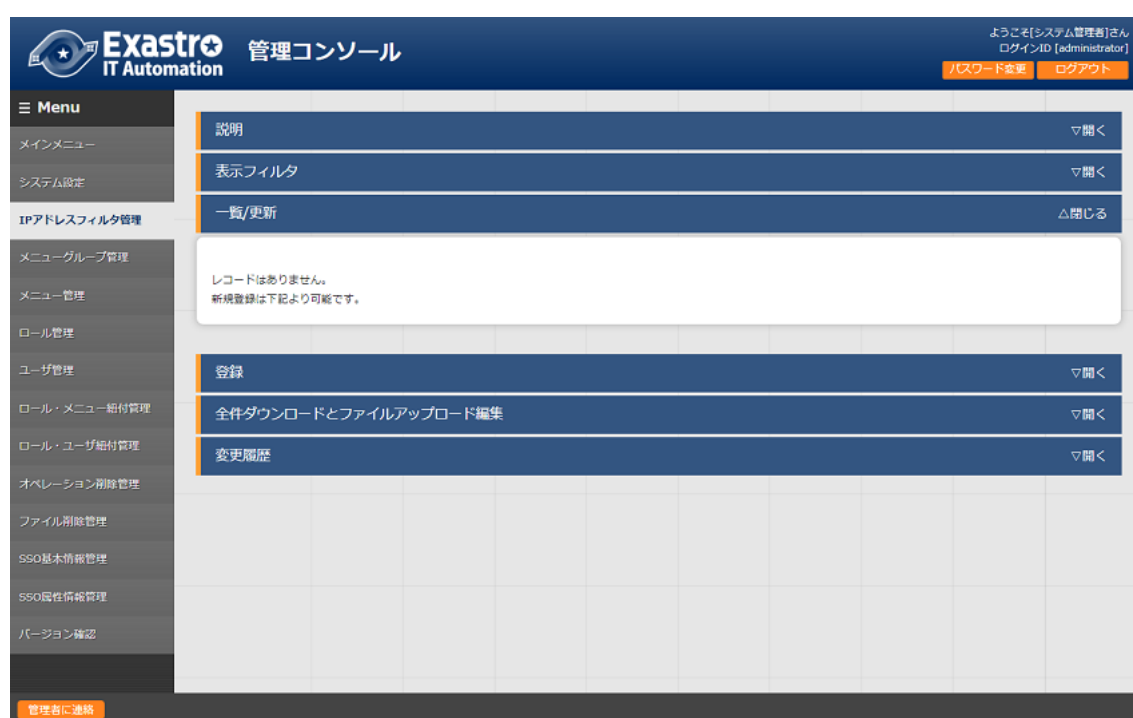 Exastro
IT Automation
管理コンソール
ようこそ[システム管理者]さん
ログインID [administrator]
パスワード変更
ログアウト
☰ Menu
メインメニュー
システム設定
IPアドレスフィルタ管理
メニューグループ管理
メニュー管理
ロール管理
ユーザ管理
ロール・メニュー紐付管理
ロール・ユーザ紐付管理
オペレーション削除管理
ファイル削除管理
SSO基本情報管理
SSO属性情報管理
バージョン確認
説明 ▽開く
表示フィルタ ▽開く
一覧/更新 △閉じる
レコードはありません。
新規登録は下記より可能です。
登録 ▽開く
全件ダウンロードとファイルアップロード編集 ▽開く
変更履歴 ▽開く
管理者に連絡